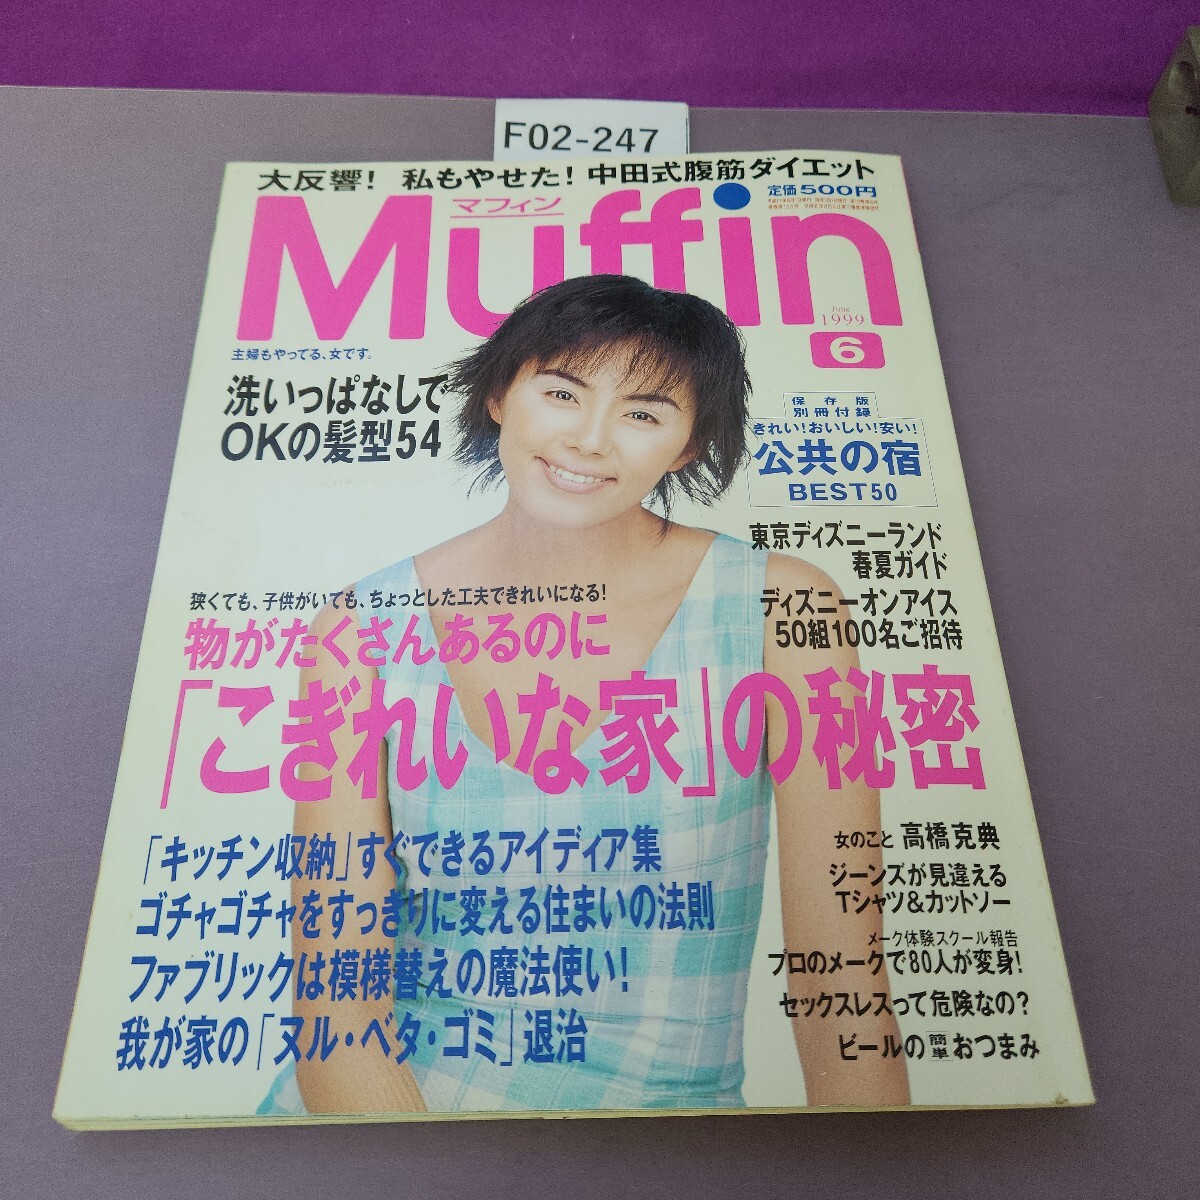 F02-247
大反響! 私もやせた! 中田式腹筋ダイエット
マフィン
Muffin
定価500円
June
1999
6
主婦もやってる、女です。
洗いっぱなしで
OKの髪型54
保存版
別冊付録
きれい!おいしい!安い!
公共の宿
BEST50
東京ディズニーランド
春夏ガイド
ディズニーオンアイス
50組100名ご招待
狭くても、子供がいても、ちょっとした工夫できれいになる!
物がたくさんあるのに
「こぎれいな家」の秘密
「キッチン収納」すぐできるアイディア集
ゴチャゴチャをすっきりに変える住まいの法則
ファブリックは模様替えの魔法使い!
我が家の「ヌル・ベタ・ゴミ」退治
女のこと 高橋克典
ジーンズが見違える
Tシャツ&カットソー
メーク体験スクール報告
プロのメークで80人が変身!
セックスレスって危険なの?
ビールの簡単おつまみ